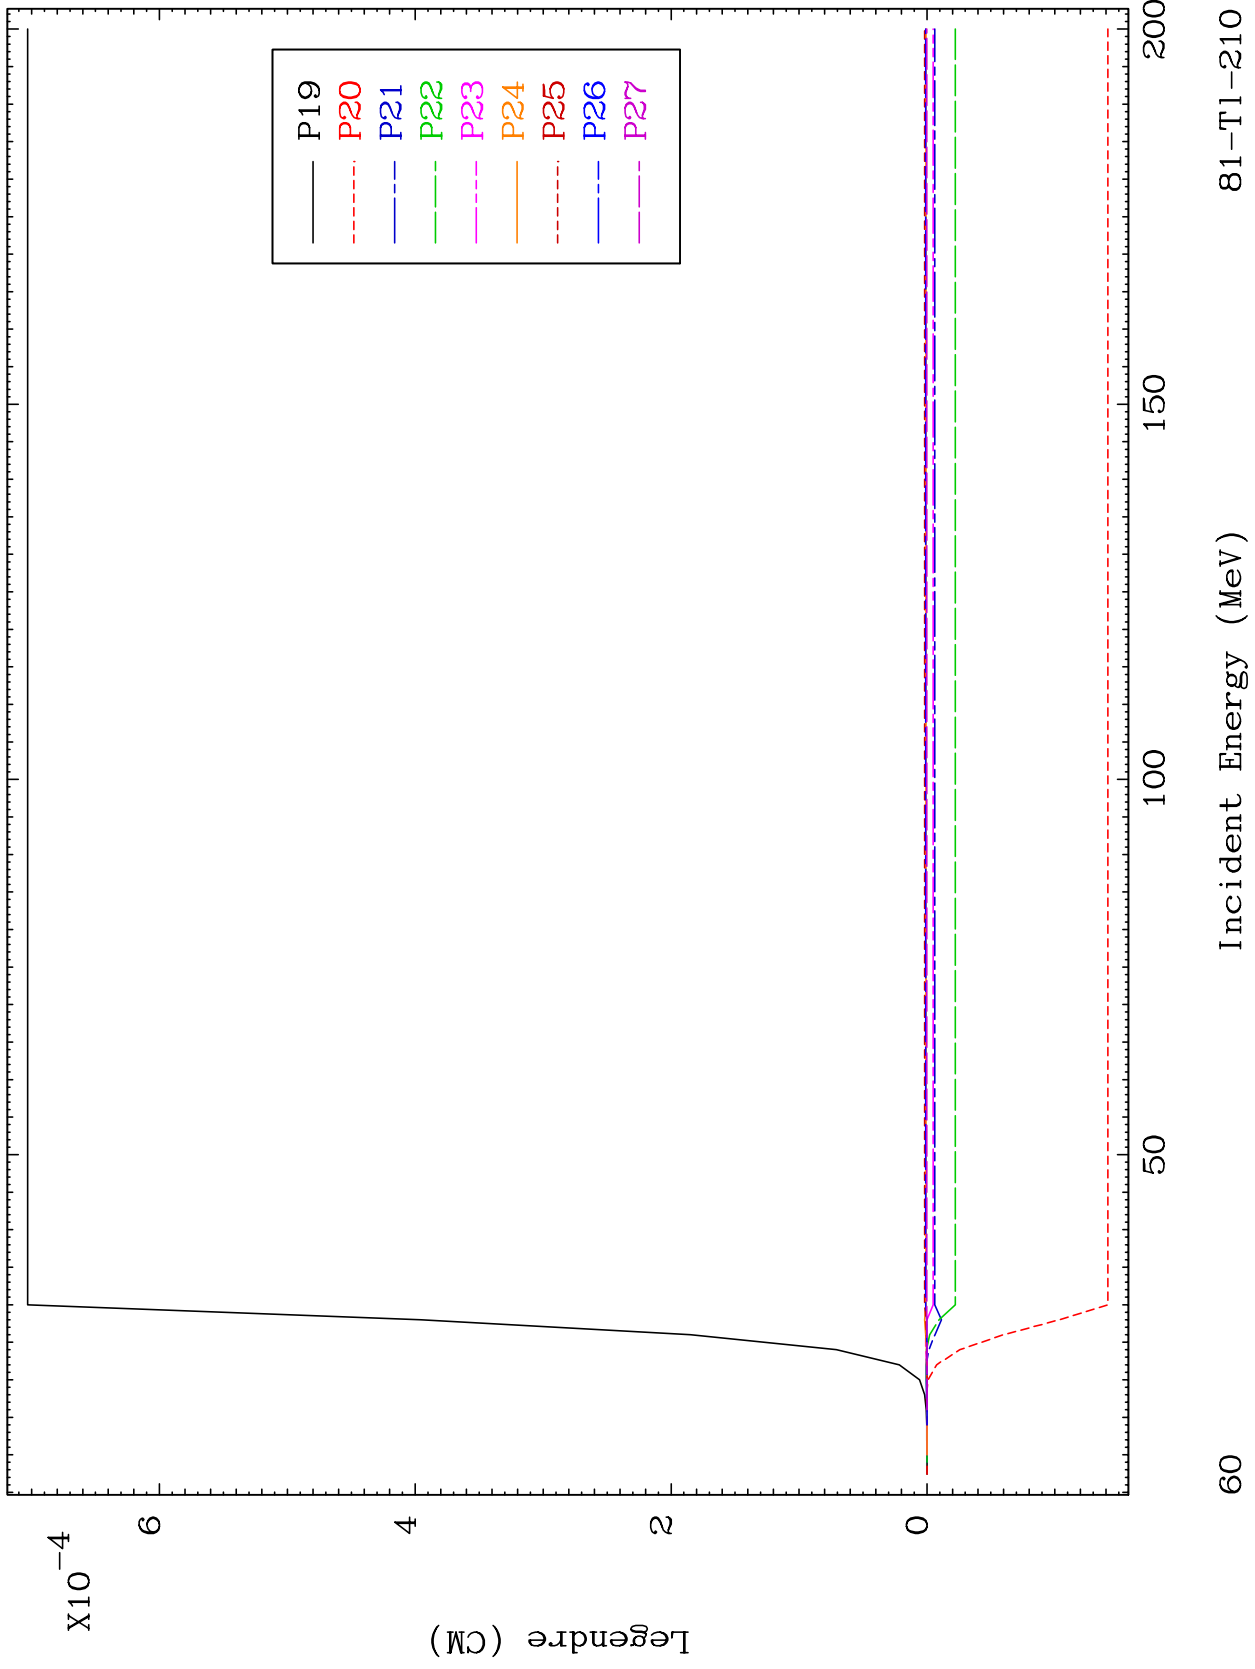 X10^-4
6
4
2
0
Legendre (CM)
P19
P20
P21
P22
P23
P24
P25
P26
P27
50
100
150
200
60
Incident Energy (MeV)
81-Tl-210